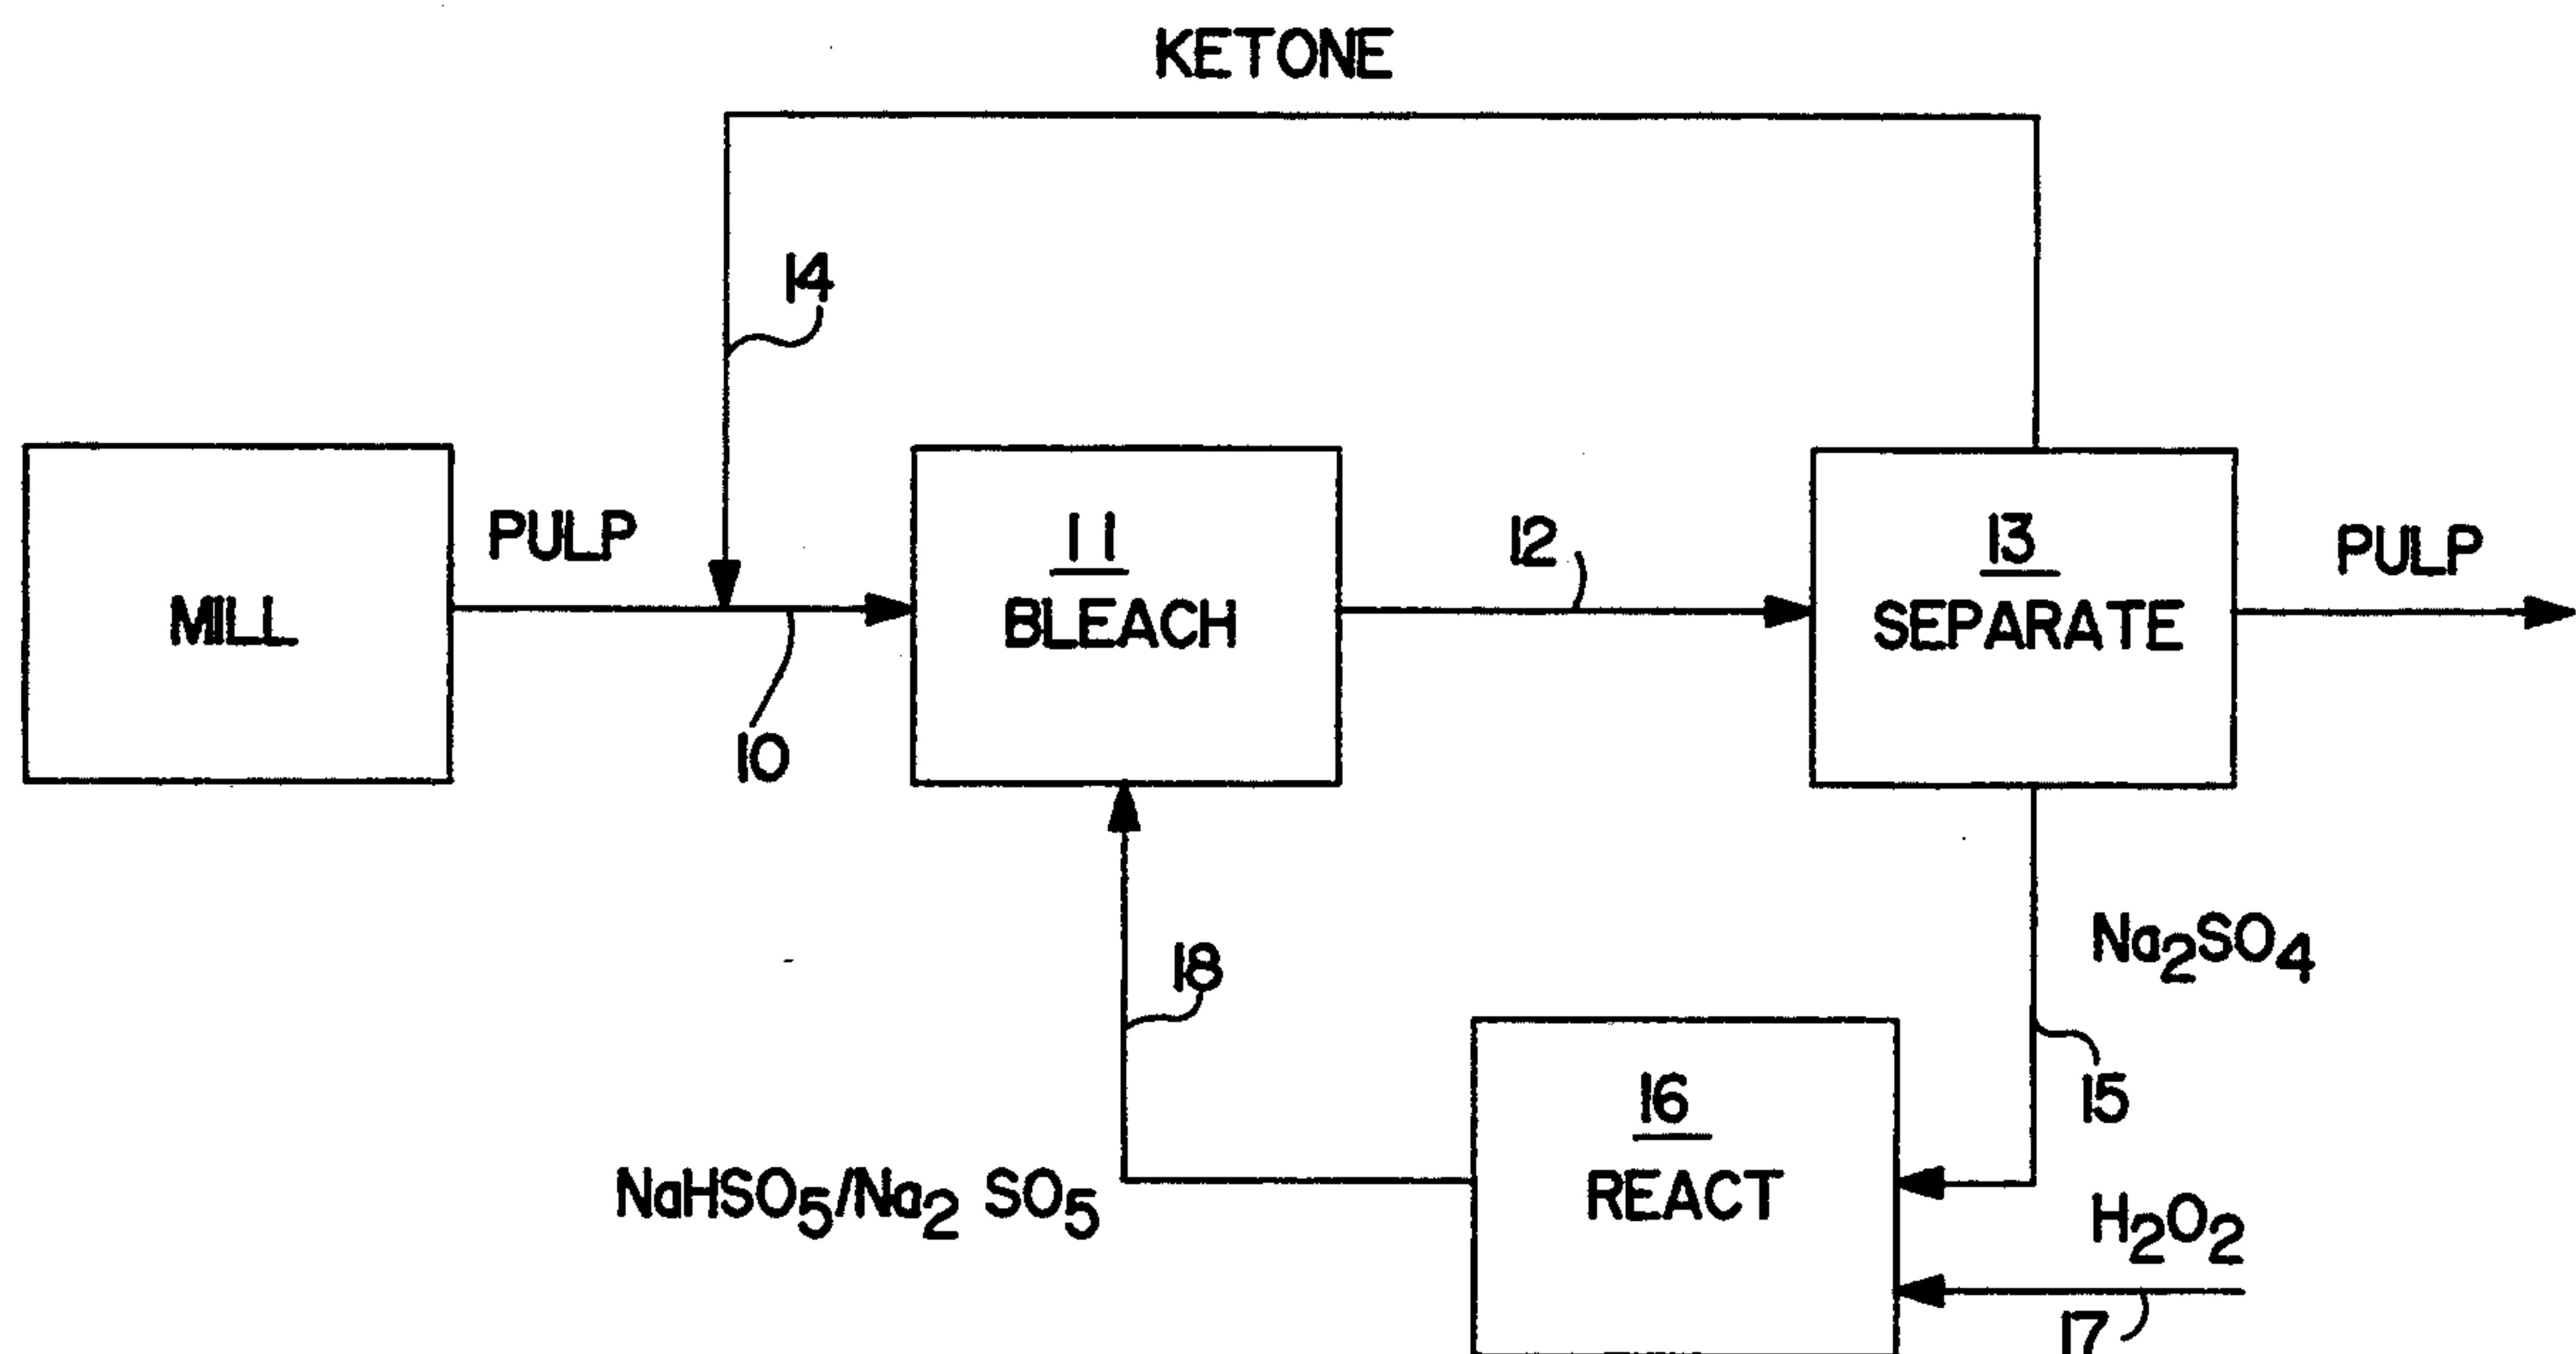 KETONE
14
PULP
MILL
10
11
BLEACH
12
13
SEPARATE
PULP
Na2SO4
15
18
NaHSO5/Na2 SO5
16
REACT
H2O2
17